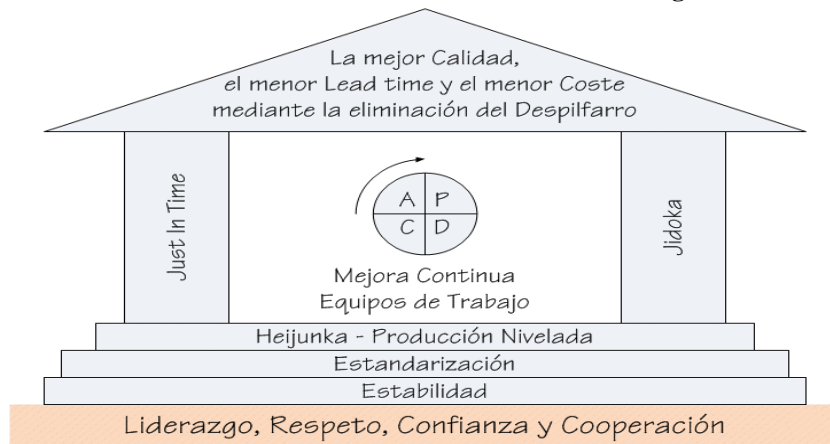 La mejor Calidad,
el menor Lead time y el menor Coste
mediante la eliminación del Despilfarro
Just In Time
A P
C D
Mejora Continua
Equipos de Trabajo
Jidoka
Heijunka - Producción Nivelada
Estandarización
Estabilidad
Liderazgo, Respeto, Confianza y Cooperación